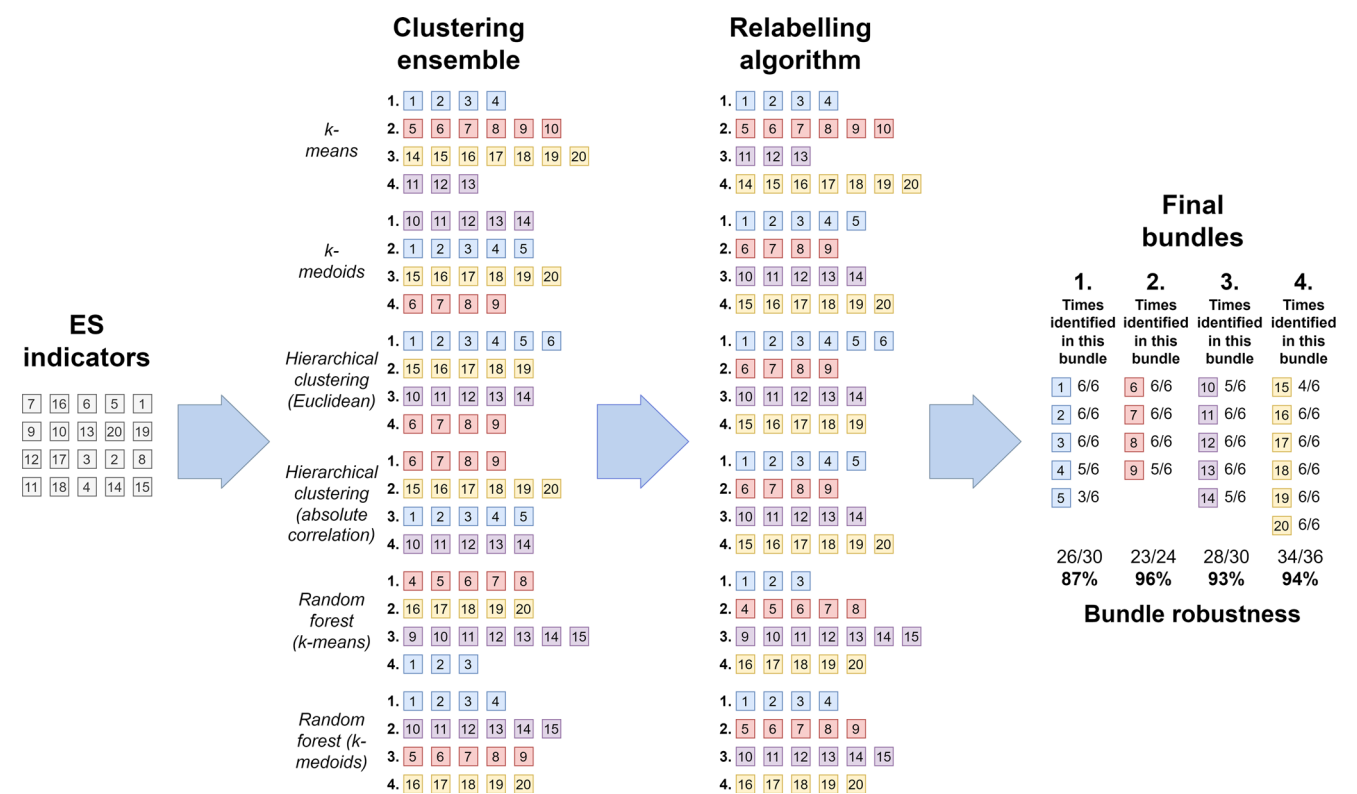 Clustering
ensemble
Relabelling
algorithm
ES
indicators
7 16 6 5 1
9 10 13 20 19
12 17 3 2 8
11 18 4 14 15
k-
means
1. 1 2 3 4
2. 5 6 7 8 9 10
3. 14 15 16 17 18 19 20
4. 11 12 13
k-
medoids
1. 10 11 12 13 14
2. 1 2 3 4 5
3. 15 16 17 18 19 20
4. 6 7 8 9
Hierarchical
clustering
(Euclidean)
1. 1 2 3 4 5 6
2. 15 16 17 18 19
3. 10 11 12 13 14
4. 6 7 8 9
Hierarchical
clustering
(absolute
correlation)
1. 6 7 8 9
2. 15 16 17 18 19 20
3. 1 2 3 4 5
4. 10 11 12 13 14
Random
forest
(k-means)
1. 4 5 6 7 8
2. 16 17 18 19 20
3. 9 10 11 12 13 14 15
4. 1 2 3
Random
forest (k-
medoids)
1. 1 2 3 4
2. 10 11 12 13 14 15
3. 5 6 7 8 9
4. 16 17 18 19 20
1. 1 2 3 4
2. 5 6 7 8 9 10
3. 11 12 13
4. 14 15 16 17 18 19 20
1. 1 2 3 4 5
2. 6 7 8 9
3. 10 11 12 13 14
4. 15 16 17 18 19 20
1. 1 2 3 4 5 6
2. 6 7 8 9
3. 10 11 12 13 14
4. 15 16 17 18 19
1. 1 2 3 4 5
2. 6 7 8 9
3. 10 11 12 13 14
4. 15 16 17 18 19 20
1. 1 2 3
2. 4 5 6 7 8
3. 9 10 11 12 13 14 15
4. 16 17 18 19 20
1. 1 2 3 4
2. 5 6 7 8 9
3. 10 11 12 13 14 15
4. 16 17 18 19 20
Final
bundles
1. 2. 3. 4.
Times Times Times Times
identified identified identified identified
in this in this in this in this
bundle bundle bundle bundle
1 6/6 6 6/6 10 5/6 15 4/6
2 6/6 7 6/6 11 6/6 16 6/6
3 6/6 8 6/6 12 6/6 17 6/6
4 5/6 9 5/6 13 6/6 18 6/6
5 3/6 14 5/6 19 6/6
20 6/6
26/30 23/24 28/30 34/36
87% 96% 93% 94%
Bundle robustness